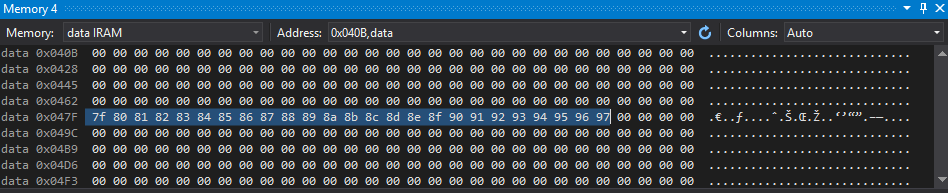 Memory 4
Memory: data IRAM Address: 0x040B,data Columns: Auto
data 0x040B 00 00 00 00 00 00 00 00 00 00 00 00 00 00 00 00 00 00 00 00 00 00 00 00 00 00 00 00 00 .............................
data 0x0428 00 00 00 00 00 00 00 00 00 00 00 00 00 00 00 00 00 00 00 00 00 00 00 00 00 00 00 00 00 .............................
data 0x0445 00 00 00 00 00 00 00 00 00 00 00 00 00 00 00 00 00 00 00 00 00 00 00 00 00 00 00 00 00 .............................
data 0x0462 00 00 00 00 00 00 00 00 00 00 00 00 00 00 00 00 00 00 00 00 00 00 00 00 00 00 00 00 00 .............................
data 0x047F 7f 80 81 82 83 84 85 86 87 88 89 8a 8b 8c 8d 8e 8f 90 91 92 93 94 95 96 97 00 00 00 00 .€..ƒ....ˆ.Š.Œ.Ž..‘’“”.–—....
data 0x049C 00 00 00 00 00 00 00 00 00 00 00 00 00 00 00 00 00 00 00 00 00 00 00 00 00 00 00 00 00 .............................
data 0x04B9 00 00 00 00 00 00 00 00 00 00 00 00 00 00 00 00 00 00 00 00 00 00 00 00 00 00 00 00 00 .............................
data 0x04D6 00 00 00 00 00 00 00 00 00 00 00 00 00 00 00 00 00 00 00 00 00 00 00 00 00 00 00 00 00 .............................
data 0x04F3 00 00 00 00 00 00 00 00 00 00 00 00 00 00 00 00 00 00 00 00 00 00 00 00 00 00 00 00 00 .............................